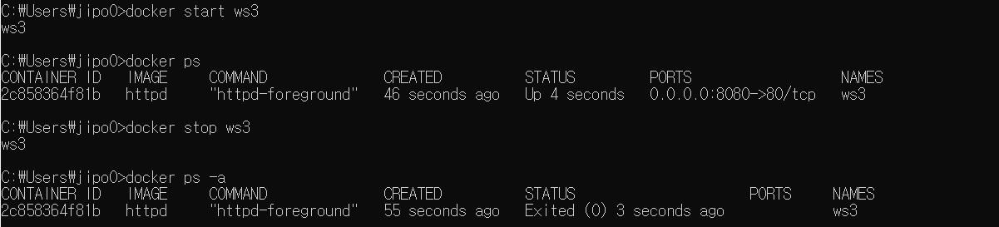 C:₩Users₩jipo0>docker start ws3
ws3
C:₩Users₩jipo0>docker ps
CONTAINER ID   IMAGE     COMMAND              CREATED          STATUS         PORTS                  NAMES
2c858364f81b   httpd     "httpd-foreground"   46 seconds ago   Up 4 seconds   0.0.0.0:8080->80/tcp   ws3
C:₩Users₩jipo0>docker stop ws3
ws3
C:₩Users₩jipo0>docker ps -a
CONTAINER ID   IMAGE     COMMAND              CREATED          STATUS                     PORTS     NAMES
2c858364f81b   httpd     "httpd-foreground"   55 seconds ago   Exited (0) 3 seconds ago             ws3